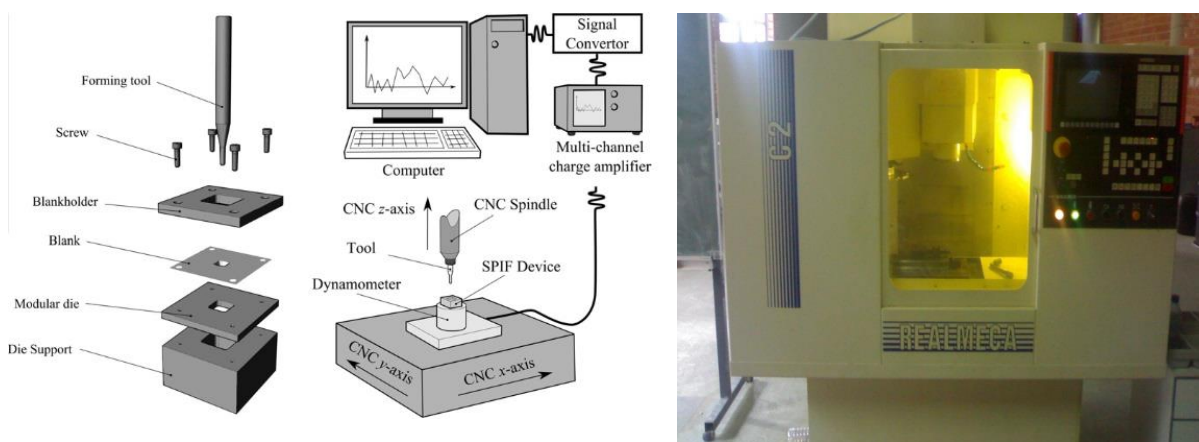 Forming tool
Screw
Blankholder
Blank
Modular die
Die Support
Signal
Convertor
Computer
Multi-channel
charge amplifier
CNC z-axis
CNC Spindle
Tool
SPIF Device
Dynamometer
CNC y-axis
CNC x-axis
C2
REALMECA